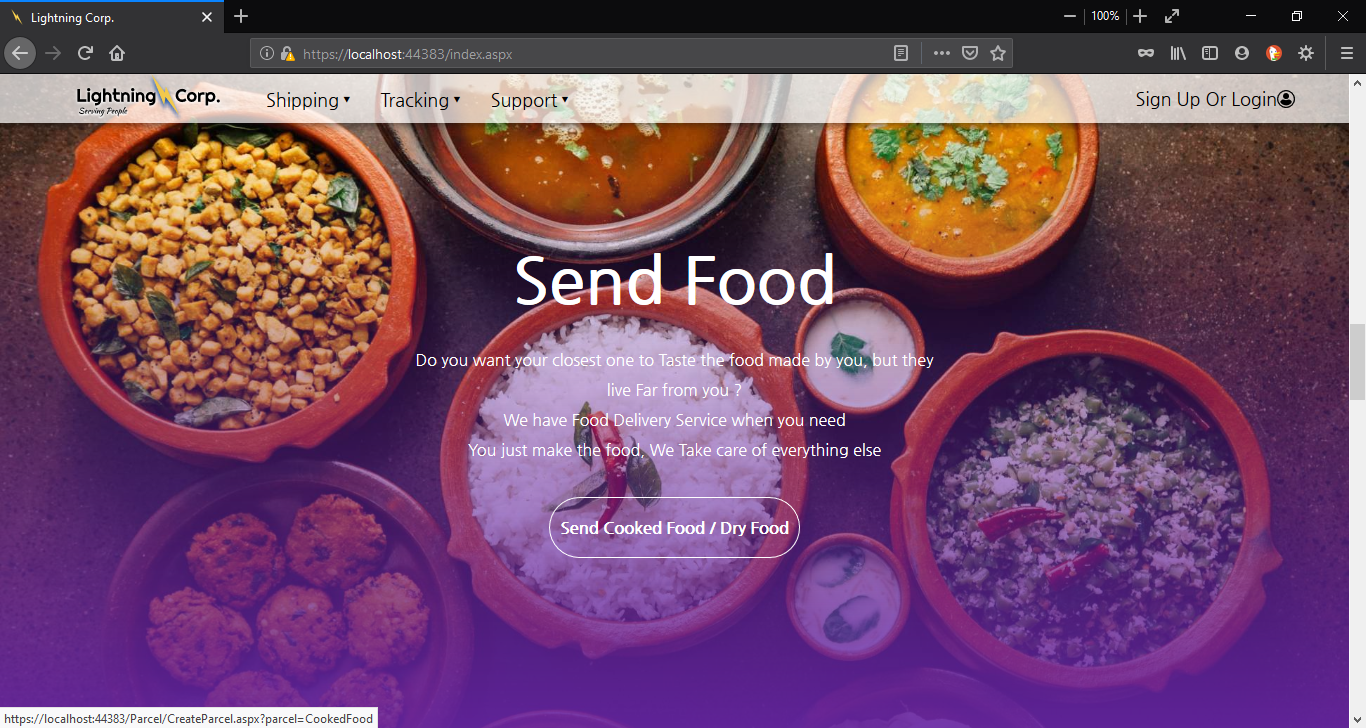 Lightning Corp.
100%
https://localhost:44383/index.aspx
Lightning Corp.
Serving People
Shipping
Tracking
Support
Sign Up Or Login
Send Food
Do you want your closest one to Taste the food made by you, but they
live Far from you ?
We have Food Delivery Service when you need
You just make the food, We Take care of everything else
Send Cooked Food / Dry Food
https://localhost:44383/Parcel/CreateParcel.aspx?parcel=CookedFood